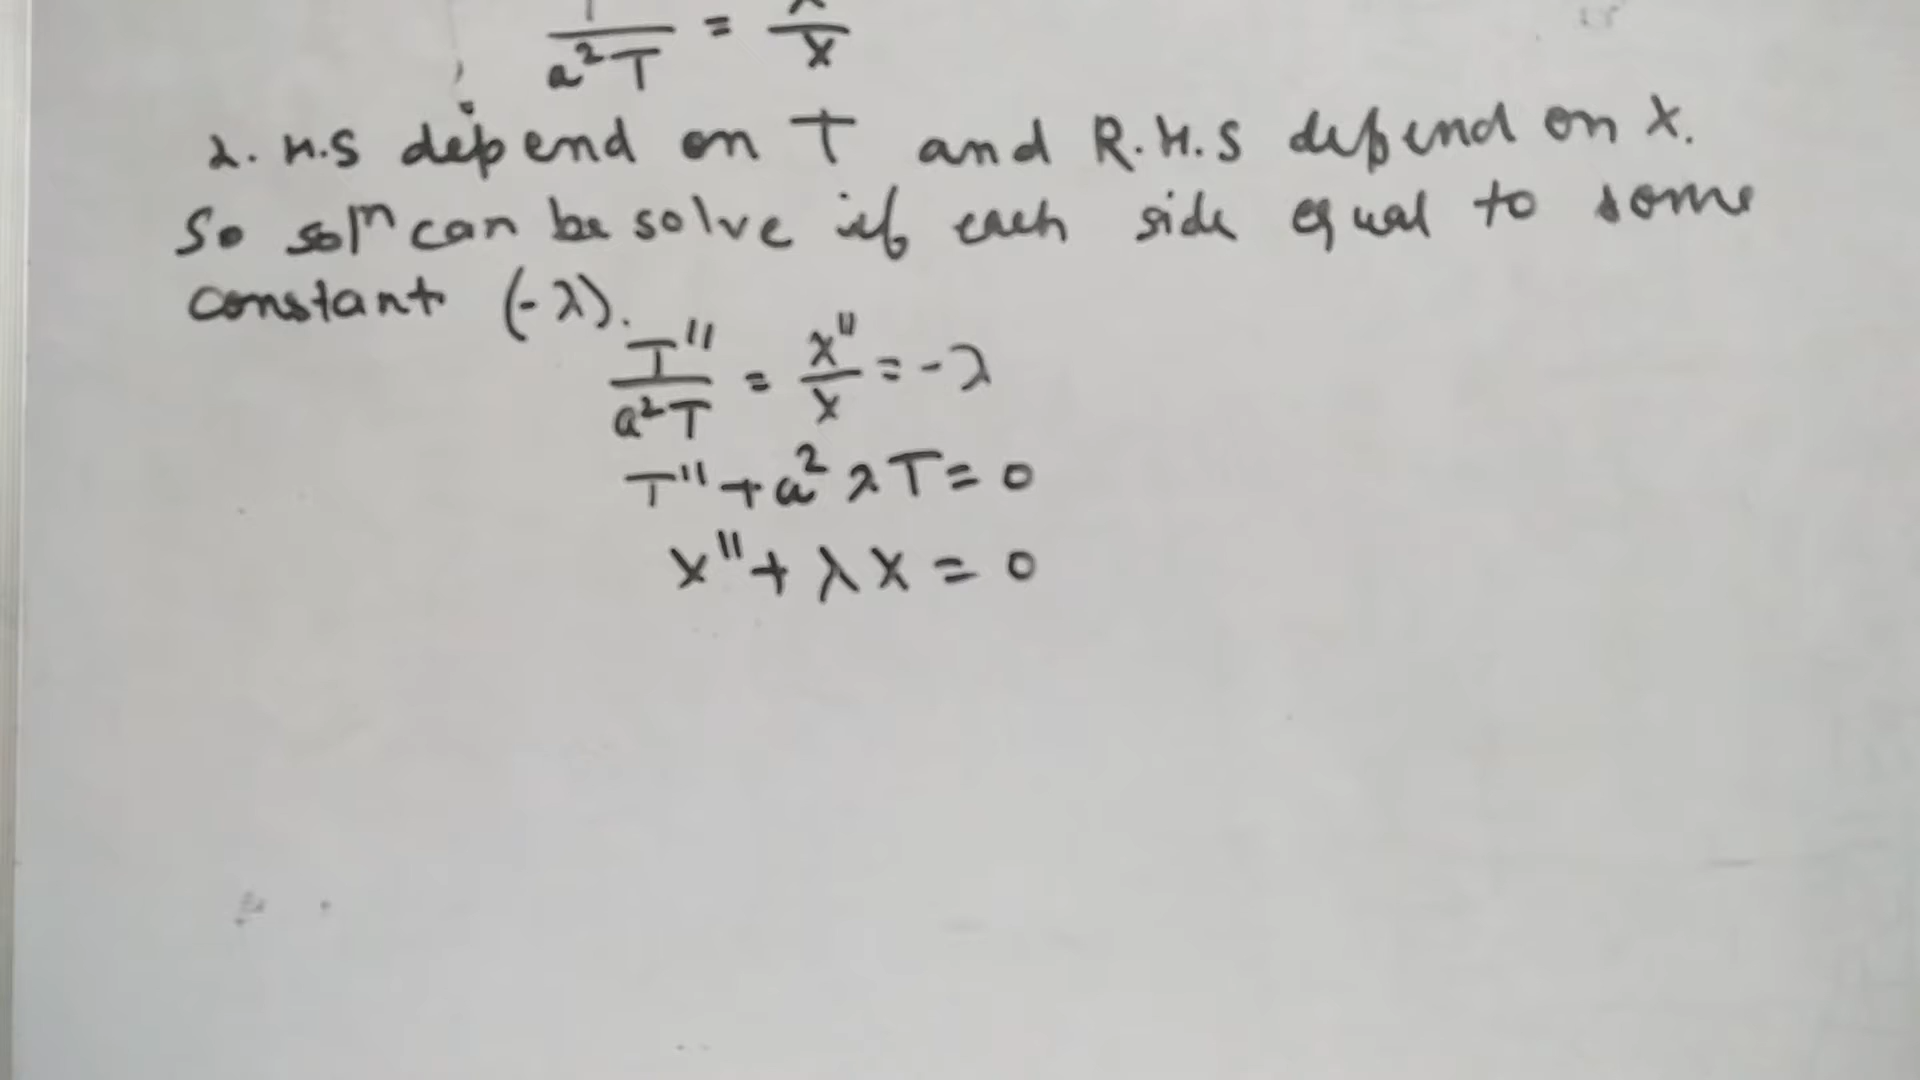 a²T = x
L.H.S depend on T and R.H.S depend on X.
So solⁿ can be solve if each side equal to some
constant (-λ).
T''/a²T = X''/X = -λ
T'' + a²λT = 0
X'' + λX = 0